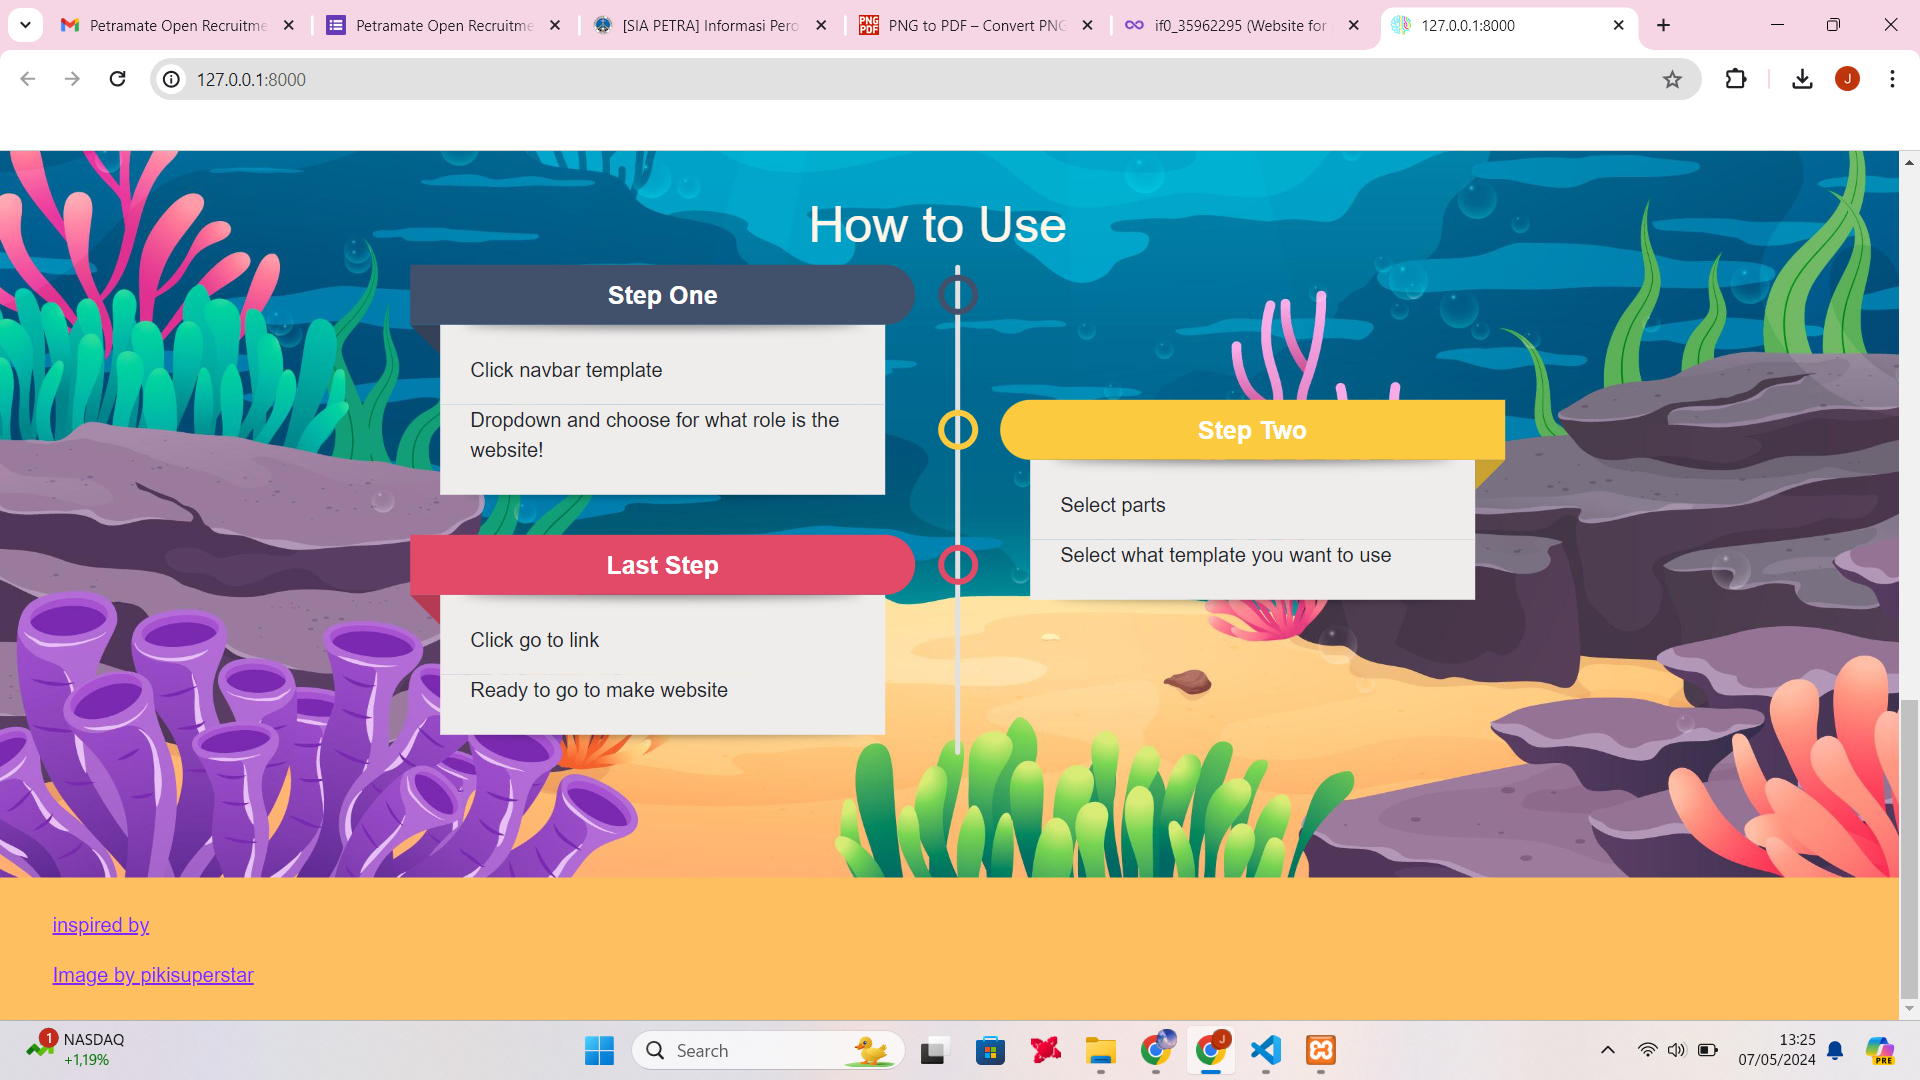 Petramate Open Recruitme
Petramate Open Recruitme
[SIA PETRA] Informasi Pero
PNG to PDF – Convert PNG
if0_35962295 (Website for
127.0.0.1:8000
127.0.0.1:8000
J
How to Use
Step One
Click navbar template
Dropdown and choose for what role is the
website!
Step Two
Select parts
Select what template you want to use
Last Step
Click go to link
Ready to go to make website
inspired by
Image by pikisuperstar
1
NASDAQ
+1,19%
Search
J
13:25
07/05/2024
PRE